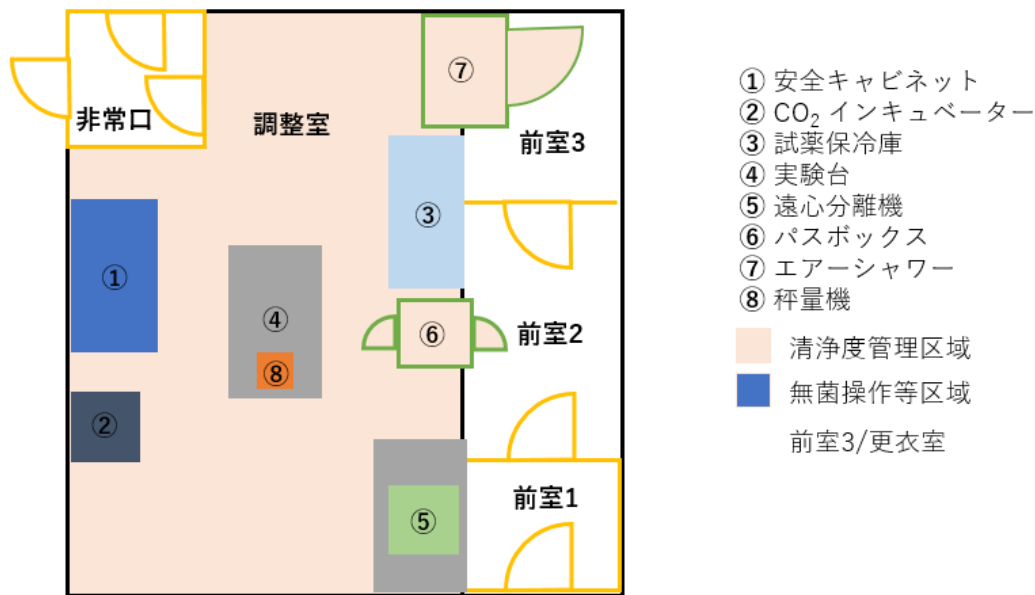 ⑦
非常口
調整室
前室3
③
①
④
⑥
前室2
⑧
②
前室1
⑤
① 安全キャビネット
② CO₂ インキュベーター
③ 試薬保冷庫
④ 実験台
⑤ 遠心分離機
⑥ パスボックス
⑦ エアーシャワー
⑧ 秤量機
清浄度管理区域
無菌操作等区域
前室3/更衣室